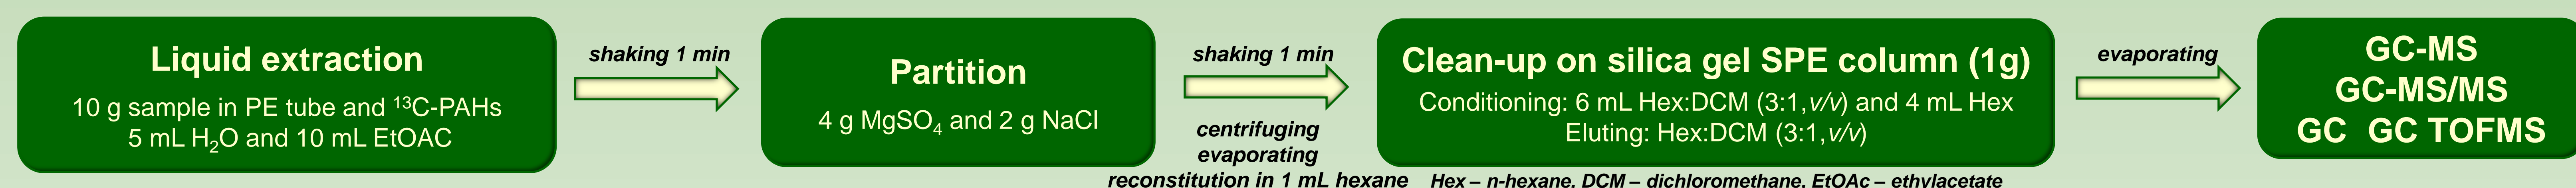 Liquid extraction
10 g sample in PE tube and ¹³C-PAHs
5 mL H₂O and 10 mL EtOAC
shaking 1 min
Partition
4 g MgSO₄ and 2 g NaCl
shaking 1 min
centrifuging
evaporating
reconstitution in 1 mL hexane
Clean-up on silica gel SPE column (1g)
Conditioning: 6 mL Hex:DCM (3:1,v/v) and 4 mL Hex
Eluting: Hex:DCM (3:1,v/v)
Hex – n-hexane, DCM – dichloromethane, EtOAc – ethylacetate
evaporating
GC-MS
GC-MS/MS
GC GC TOFMS